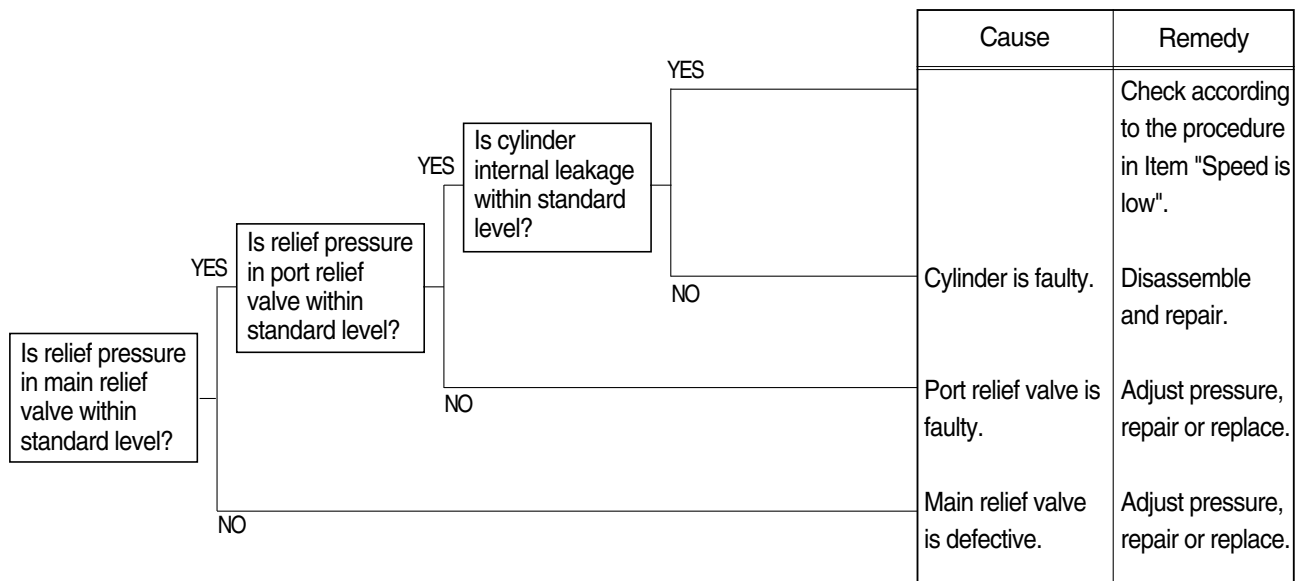 Cause
Remedy
YES
Check according
to the procedure
in Item "Speed is
low".
YES
Is cylinder
internal leakage
within standard
level?
NO
Cylinder is faulty.
Disassemble
and repair.
YES
Is relief pressure
in port relief
valve within
standard level?
NO
Port relief valve is
faulty.
Adjust pressure,
repair or replace.
Is relief pressure
in main relief
valve within
standard level?
NO
Main relief valve
is defective.
Adjust pressure,
repair or replace.